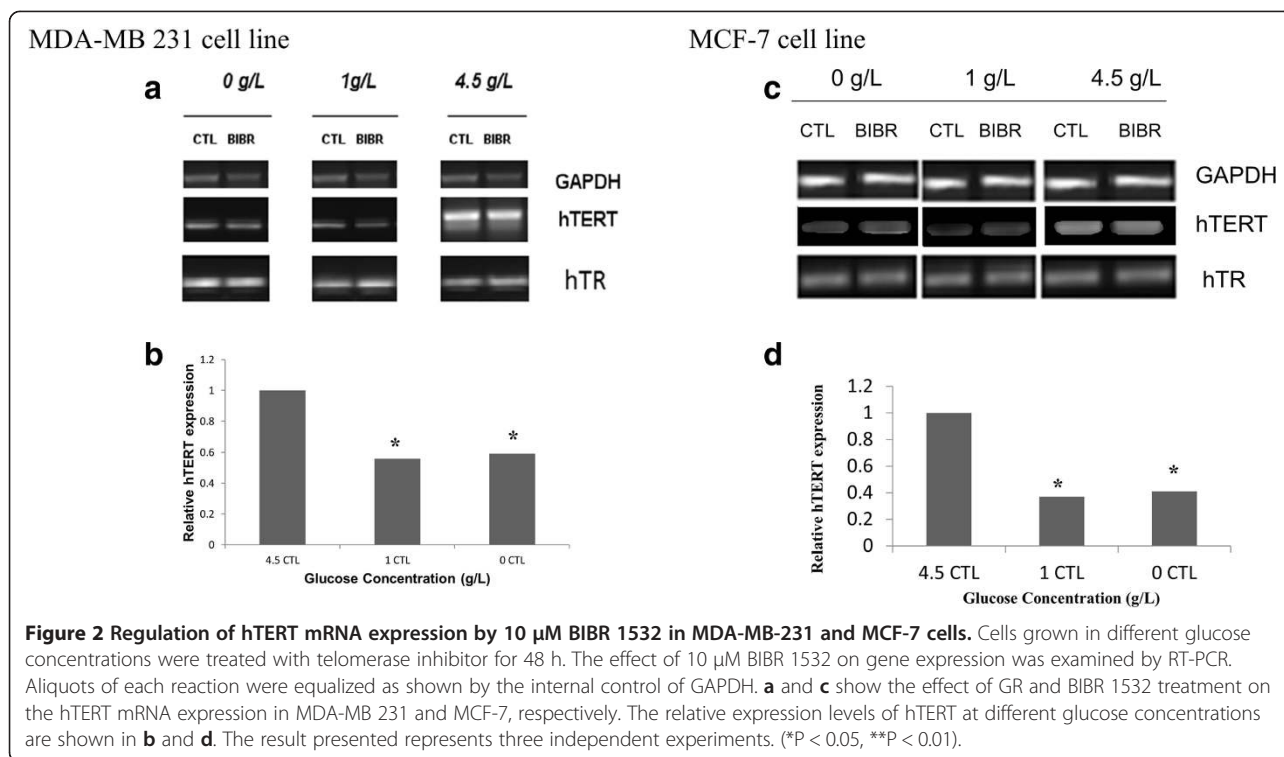 MDA-MB 231 cell line
MCF-7 cell line
a
0 g/L 1g/L 4.5 g/L
CTL BIBR CTL BIBR CTL BIBR
GAPDH
hTERT
hTR
c
0 g/L 1 g/L 4.5 g/L
CTL BIBR CTL BIBR CTL BIBR
GAPDH
hTERT
hTR
b
Relative hTERT expression
1.2
1
0.8
0.6
0.4
0.2
0
* *
4.5 CTL 1 CTL 0 CTL
Glucose Concentration (g/L)
d
Relative hTERT expression
1.2
1
0.8
0.6
0.4
0.2
0
* *
4.5 CTL 1 CTL 0 CTL
Glucose Concentration (g/L)
Figure 2 Regulation of hTERT mRNA expression by 10 μM BIBR 1532 in MDA-MB-231 and MCF-7 cells. Cells grown in different glucose
concentrations were treated with telomerase inhibitor for 48 h. The effect of 10 μM BIBR 1532 on gene expression was examined by RT-PCR.
Aliquots of each reaction were equalized as shown by the internal control of GAPDH. a and c show the effect of GR and BIBR 1532 treatment on
the hTERT mRNA expression in MDA-MB 231 and MCF-7, respectively. The relative expression levels of hTERT at different glucose concentrations
are shown in b and d. The result presented represents three independent experiments. (*P < 0.05, **P < 0.01).